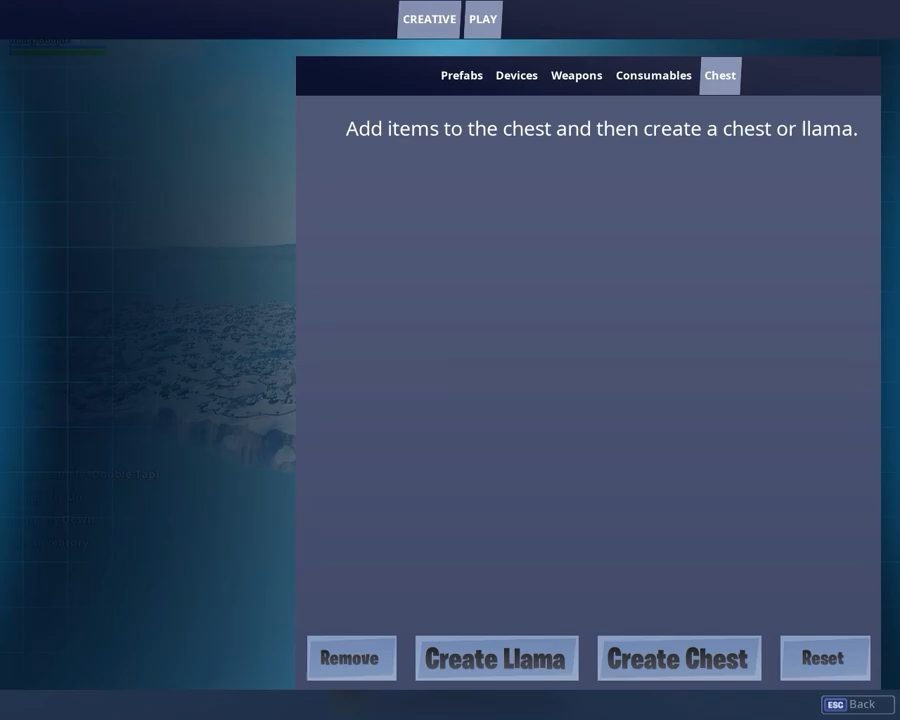 CREATIVE PLAY
Prefabs Devices Weapons Consumables Chest
Add items to the chest and then create a chest or llama.
Remove Create Llama Create Chest Reset
ESC Back